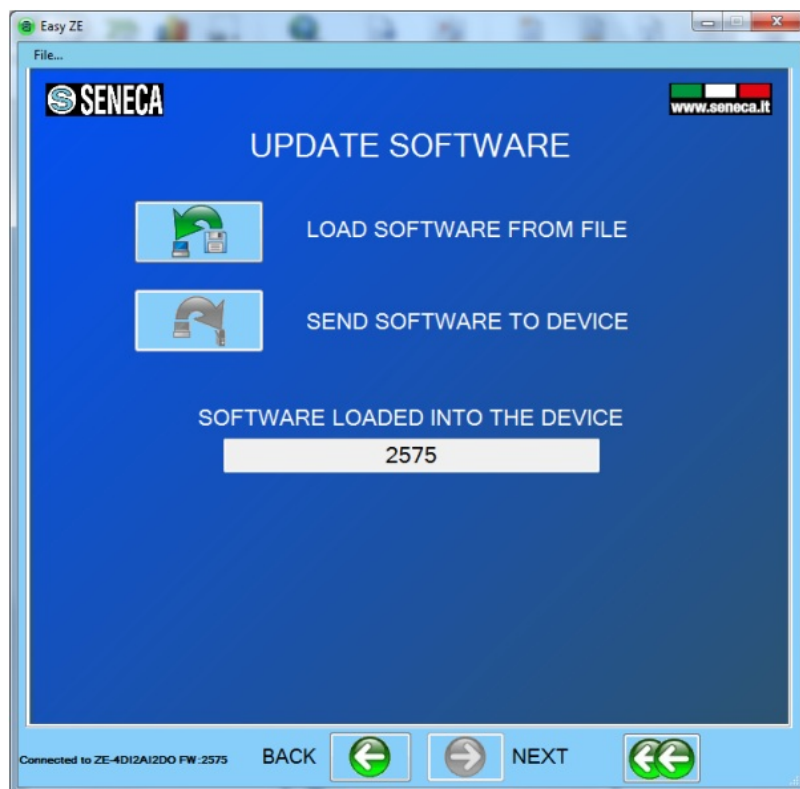 Easy ZE
File...
SENECA
www.seneca.it
UPDATE SOFTWARE
LOAD SOFTWARE FROM FILE
SEND SOFTWARE TO DEVICE
SOFTWARE LOADED INTO THE DEVICE
2575
Connected to ZE-4DI2AI2DO FW:2575
BACK
NEXT